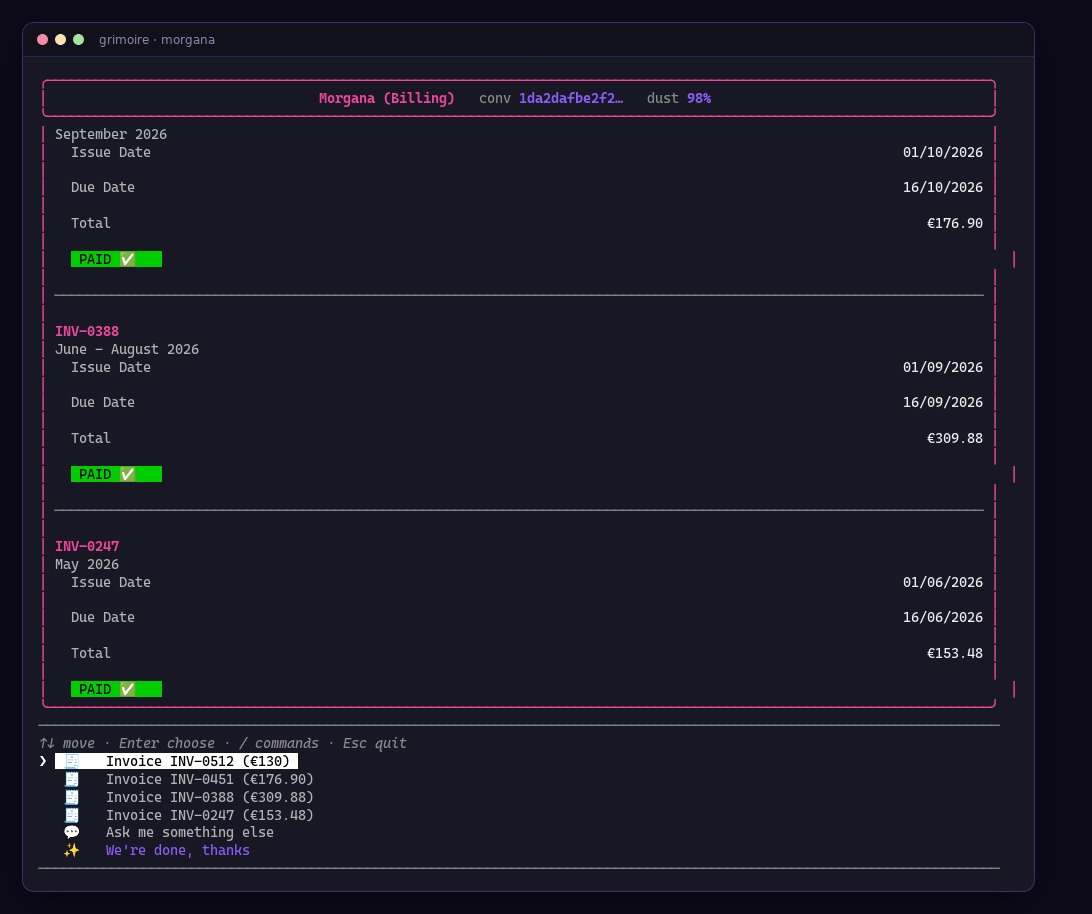 grimoire · morgana
Morgana (Billing) conv 1da2dafbe2f2… dust 98%
September 2026
Issue Date 01/10/2026
Due Date 16/10/2026
Total €176.90
PAID ✅
INV-0388
June – August 2026
Issue Date 01/09/2026
Due Date 16/09/2026
Total €309.88
PAID ✅
INV-0247
May 2026
Issue Date 01/06/2026
Due Date 16/06/2026
Total €153.48
PAID ✅
↑↓ move · Enter choose · / commands · Esc quit
❯ 🧾 Invoice INV-0512 (€130)
🧾 Invoice INV-0451 (€176.90)
🧾 Invoice INV-0388 (€309.88)
🧾 Invoice INV-0247 (€153.48)
💬 Ask me something else
✨ We're done, thanks